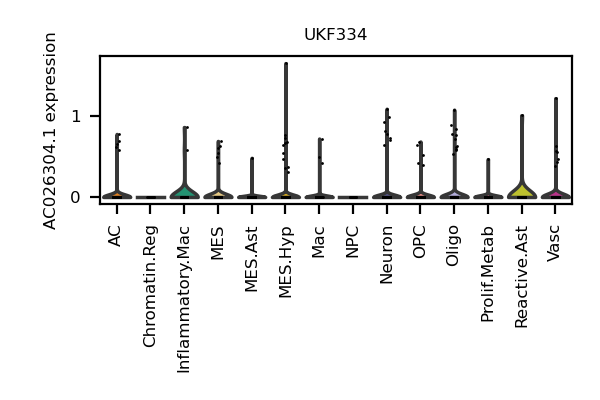 UKF334
AC026304.1 expression
1
0
AC
Chromatin.Reg
Inflammatory.Mac
MES
MES.Ast
MES.Hyp
Mac
NPC
Neuron
OPC
Oligo
Prolif.Metab
Reactive.Ast
Vasc